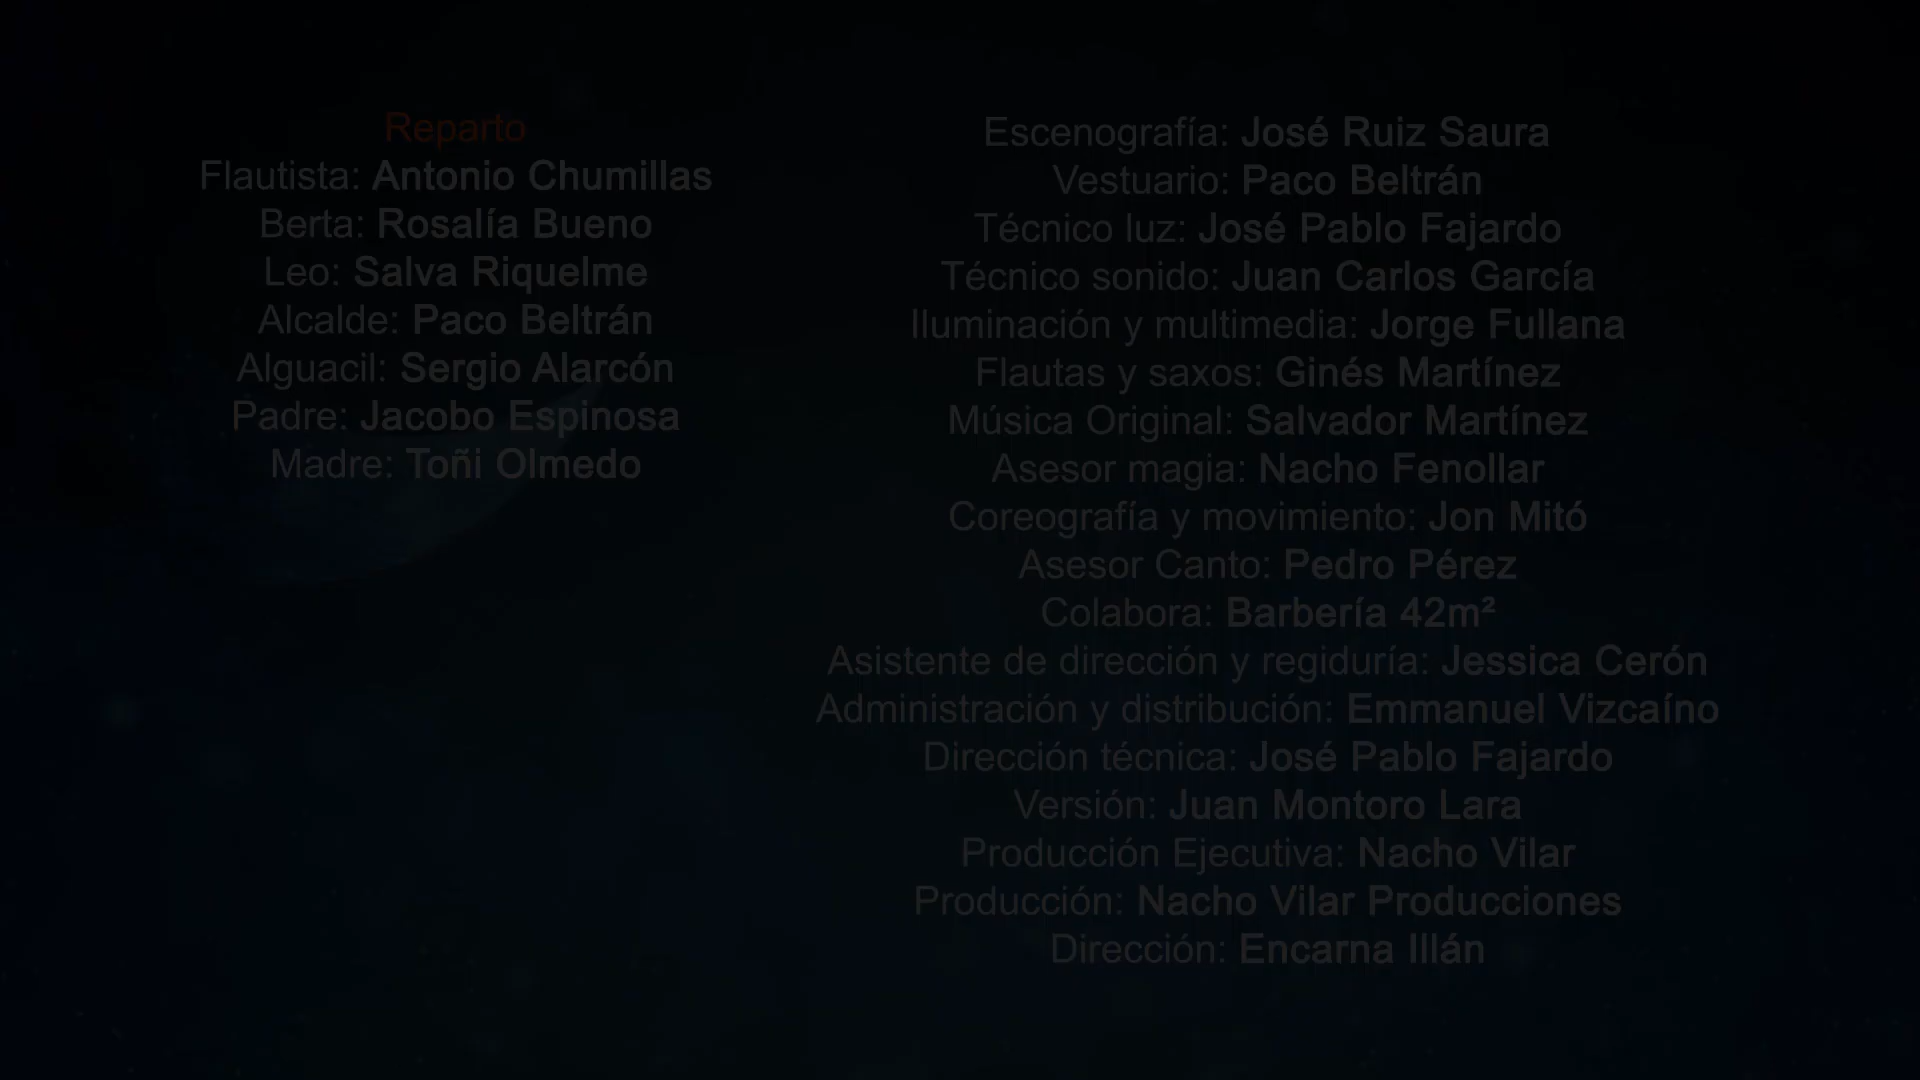 Reparto
Flautista: Antonio Chumillas
Berta: Rosalía Bueno
Leo: Salva Riquelme
Alcalde: Paco Beltrán
Alguacil: Sergio Alarcón
Padre: Jacobo Espinosa
Madre: Toñi Olmedo
Escenografía: José Ruiz Saura
Vestuario: Paco Beltrán
Técnico luz: José Pablo Fajardo
Técnico sonido: Juan Carlos García
Iluminación y multimedia: Jorge Fullana
Flautas y saxos: Ginés Martínez
Música Original: Salvador Martínez
Asesor magia: Nacho Fenollar
Coreografía y movimiento: Jon Mitó
Asesor Canto: Pedro Pérez
Colabora: Barbería 42m²
Asistente de dirección y regiduría: Jessica Cerón
Administración y distribución: Emmanuel Vizcaíno
Dirección técnica: José Pablo Fajardo
Versión: Juan Montoro Lara
Producción Ejecutiva: Nacho Vilar
Producción: Nacho Vilar Producciones
Dirección: Encarna Illán